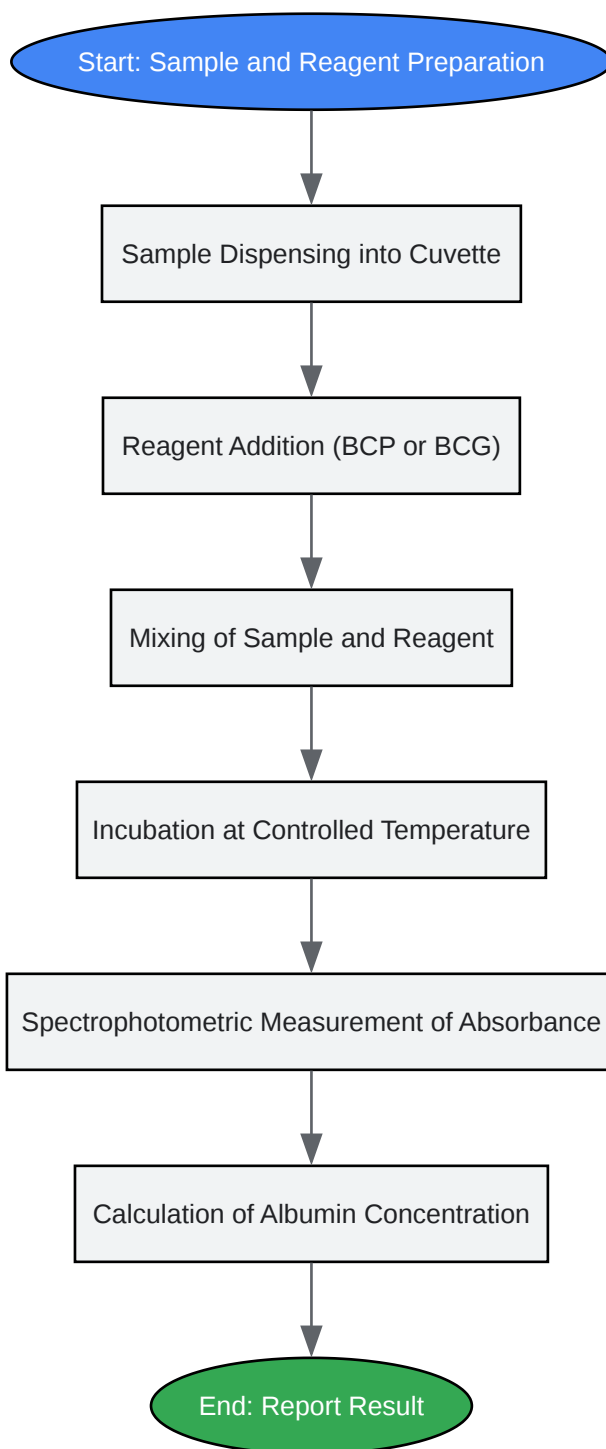 Start: Sample and Reagent Preparation
Sample Dispensing into Cuvette
Reagent Addition (BCP or BCG)
Mixing of Sample and Reagent
Incubation at Controlled Temperature
Spectrophotometric Measurement of Absorbance
Calculation of Albumin Concentration
End: Report Result